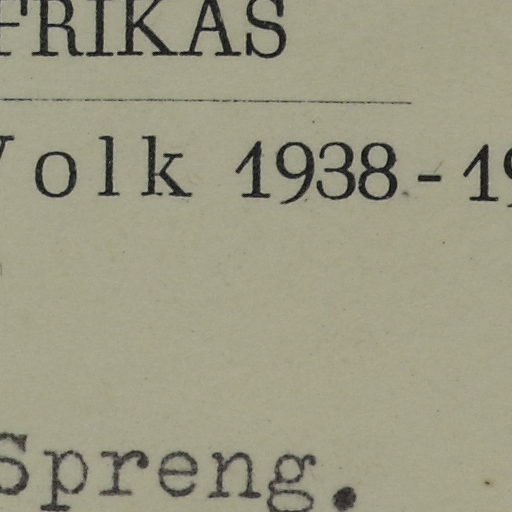 FRIKAS
Volk 1938-19
Spreng.